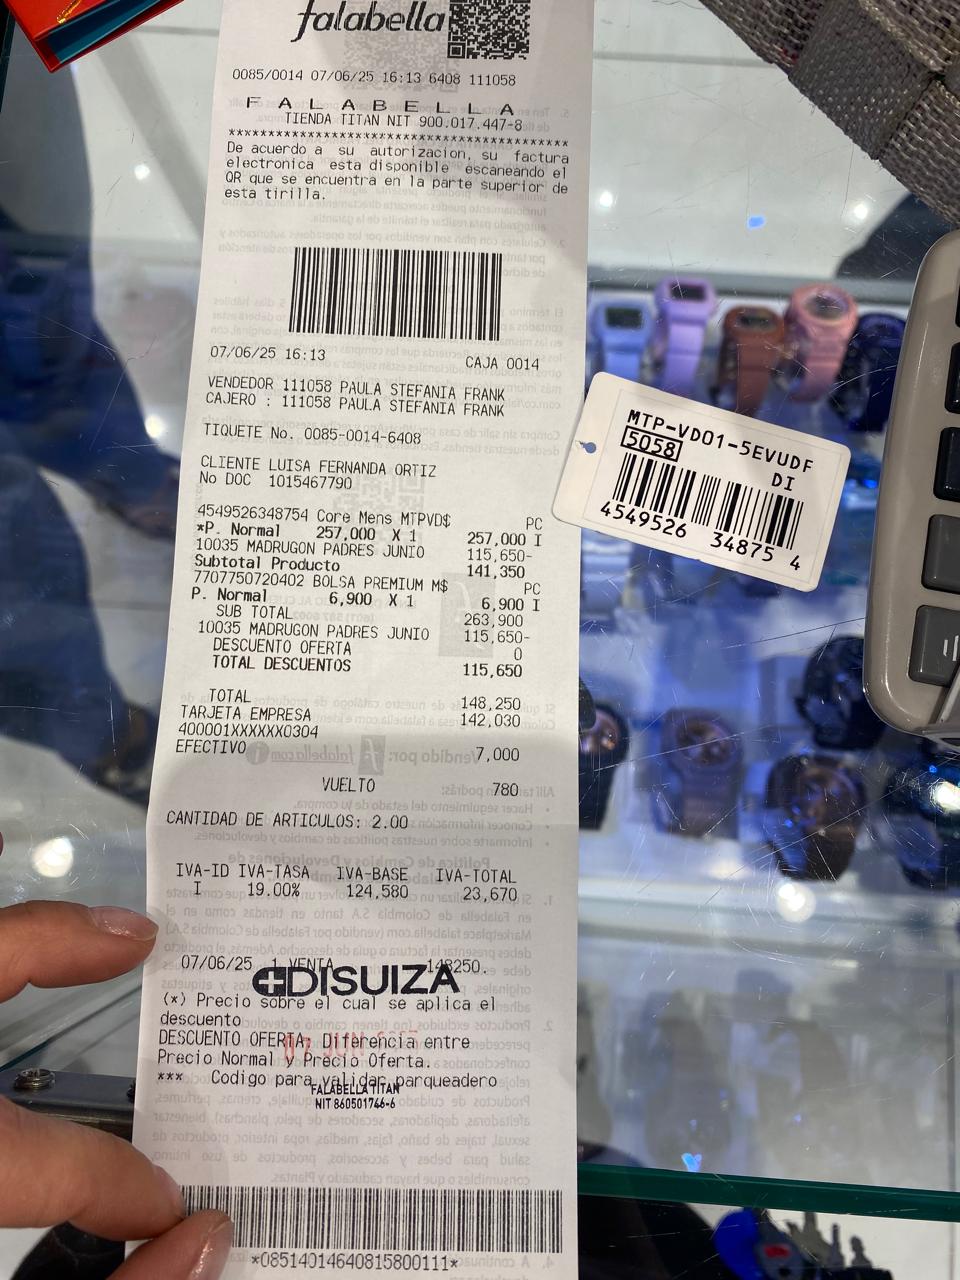 falabella
0085/0014 07/06/25 16:13 6408 111058
F A L A B E L L A
TIENDA TITAN NIT 900.017.447-8
****************************************
De acuerdo a su autorizacion, su factura
electronica esta disponible escaneando el
QR que se encuentra en la parte superior de
esta tirilla.
07/06/25 16:13 CAJA 0014
VENDEDOR 111058 PAULA STEFANIA FRANK
CAJERO : 111058 PAULA STEFANIA FRANK
TIQUETE No. 0085-0014-6408
CLIENTE LUISA FERNANDA ORTIZ
No DOC 1015467790
4549526348754 Core Mens MTPVD$ PC
*P. Normal 257,000 X 1 257,000 I
10035 MADRUGON PADRES JUNIO 115,650-
Subtotal Producto 141,350
7707750720402 BOLSA PREMIUM M$ PC
P. Normal 6,900 X 1 6,900 I
SUB TOTAL 263,900
10035 MADRUGON PADRES JUNIO 115,650-
DESCUENTO OFERTA 0
TOTAL DESCUENTOS 115,650
TOTAL 148,250
TARJETA EMPRESA 142,030
400001XXXXXX0304
EFECTIVO 7,000
VUELTO 780
CANTIDAD DE ARTICULOS: 2.00
IVA-ID IVA-TASA IVA-BASE IVA-TOTAL
I 19.00% 124,580 23,670
07/06/25 1 VENTA 148250.
DISUIZA
(*) Precio sobre el cual se aplica el
descuento
DESCUENTO OFERTA: Diferencia entre
Precio Normal y Precio Oferta.
*** Codigo para validar parqueadero
FALABELLA TITAN
NIT 860501746-6
*08514014640815800111*
MTP-VD01-5EVUDF
5058 DI
4549526 34875 4